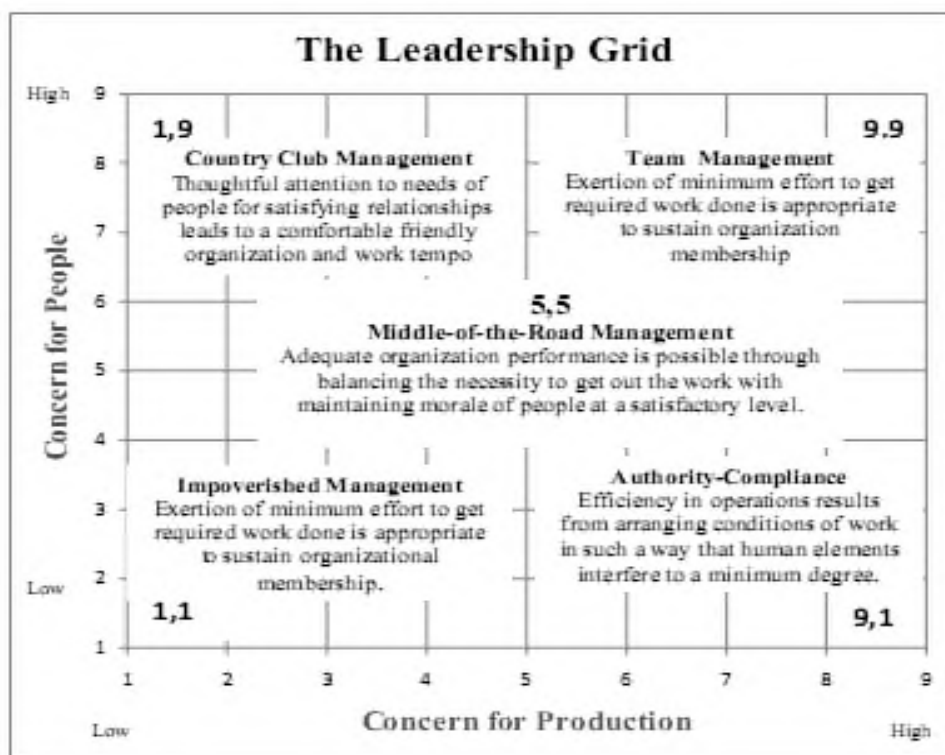 The Leadership Grid
High
9
8
7
6
5
4
3
2
1
Low
Concern for People
1,9
Country Club Management
Thoughtful attention to needs of
people for satisfying relationships
leads to a comfortable friendly
organization and work tempo
9.9
Team Management
Exertion of minimum effort to get
required work done is appropriate
to sustain organization
membership
5,5
Middle-of-the-Road Management
Adequate organization performance is possible through
balancing the necessity to get out the work with
maintaining morale of people at a satisfactory level.
Impoverished Management
Exertion of minimum effort to get
required work done is appropriate
to sustain organizational
membership.
1,1
Authority-Compliance
Efficiency in operations results
from arranging conditions of work
in such a way that human elements
interfere to a minimum degree.
9,1
1 2 3 4 5 6 7 8 9
Low
Concern for Production
High